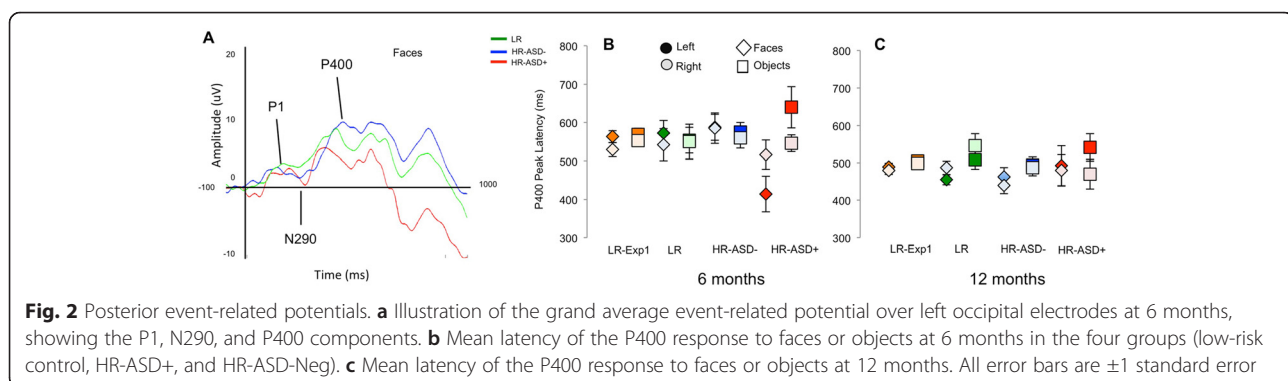 A
20
10
0
-100
-10
Amplitude (uV)
P1
P400
N290
Faces
LR
HR-ASD-
HR-ASD+
1000
Time (ms)
B
800
700
600
500
400
300
P400 Peak Latency (ms)
Left
Right
Faces
Objects
LR-Exp1 LR HR-ASD- HR-ASD+
6 months
C
800
700
600
500
400
300
LR-Exp1 LR HR-ASD- HR-ASD+
12 months
Fig. 2 Posterior event-related potentials. a Illustration of the grand average event-related potential over left occipital electrodes at 6 months,
showing the P1, N290, and P400 components. b Mean latency of the P400 response to faces or objects at 6 months in the four groups (low-risk
control, HR-ASD+, and HR-ASD-Neg). c Mean latency of the P400 response to faces or objects at 12 months. All error bars are ±1 standard error